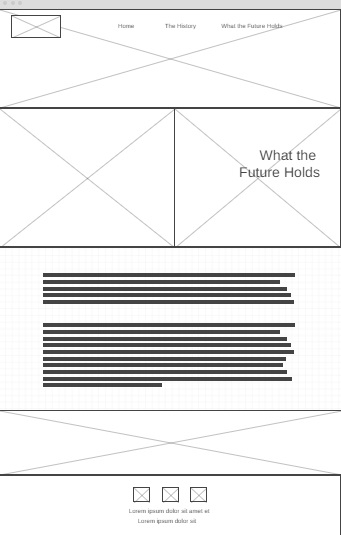 Home The History What the Future Holds
What the
Future Holds
Lorem ipsum dolor sit amet et
Lorem ipsum dolor sit